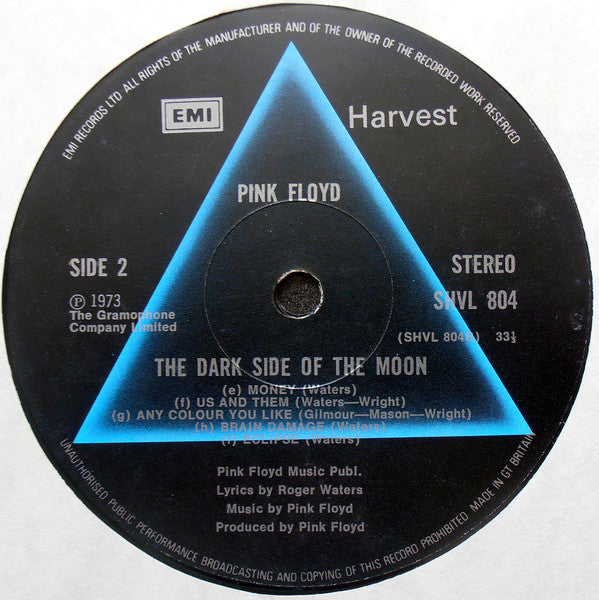 EMI RECORDS LTD ALL RIGHTS OF THE MANUFACTURER AND OF THE OWNER OF THE RECORDED WORK RESERVED
EMI
Harvest
PINK FLOYD
SIDE 2
STEREO
℗ 1973
SHVL 804
The Gramophone
Company Limited
(SHVL 804B) 33⅓
THE DARK SIDE OF THE MOON
(e) MONEY (Waters)
(f) US AND THEM (Waters—Wright)
(g) ANY COLOUR YOU LIKE (Gilmour—Mason—Wright)
(h) BRAIN DAMAGE (Waters)
(i) ECLIPSE (Waters)
Pink Floyd Music Publ.
Lyrics by Roger Waters
Music by Pink Floyd
Produced by Pink Floyd
UNAUTHORISED PUBLIC PERFORMANCE BROADCASTING AND COPYING OF THIS RECORD PROHIBITED MADE IN GT BRITAIN